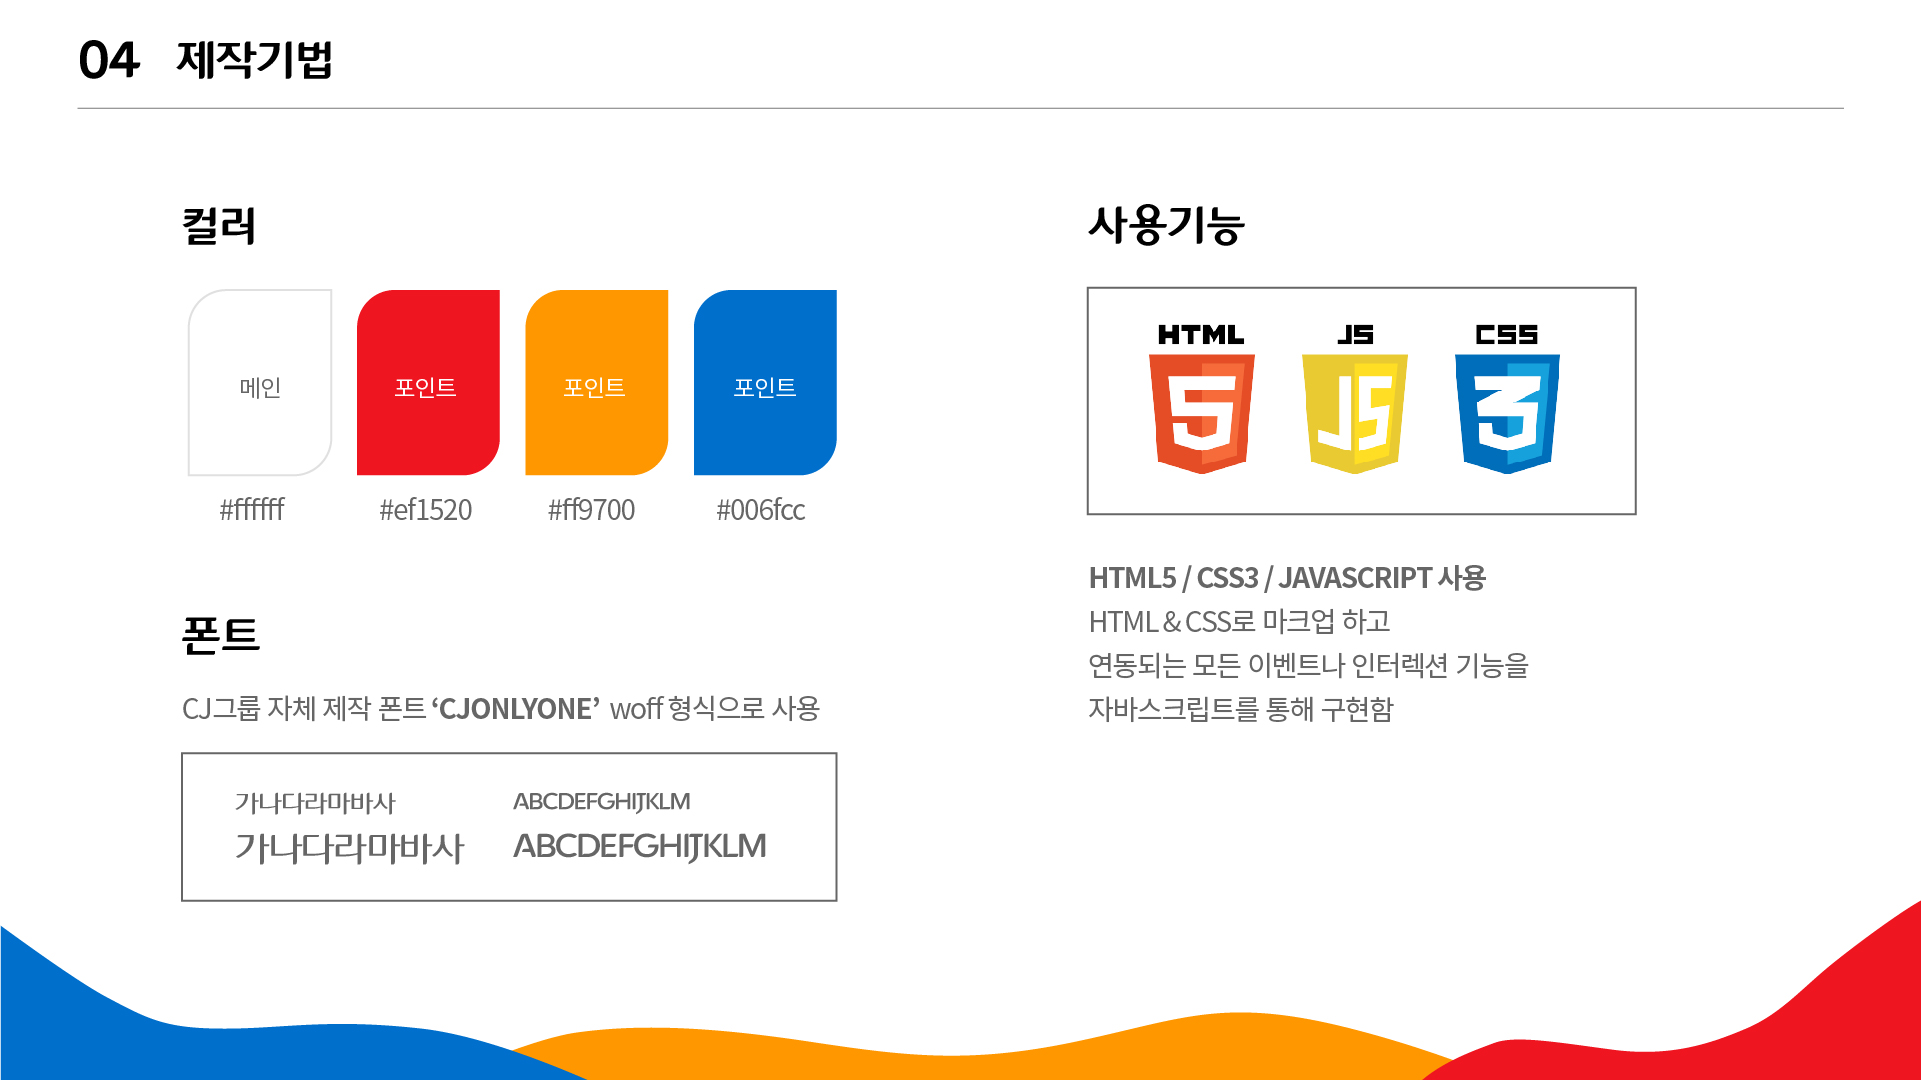 04 제작기법
컬러
메인
포인트
포인트
포인트
#ffffff
#ef1520
#ff9700
#006fcc
폰트
CJ그룹 자체 제작 폰트 ‘CJONLYONE’ woff 형식으로 사용
가나다라마바사
ABCDEFGHIJKLM
가나다라마바사
ABCDEFGHIJKLM
사용기능
HTML
JS
CSS
5
JS
3
HTML5 / CSS3 / JAVASCRIPT 사용
HTML & CSS로 마크업 하고
연동되는 모든 이벤트나 인터렉션 기능을
자바스크립트를 통해 구현함